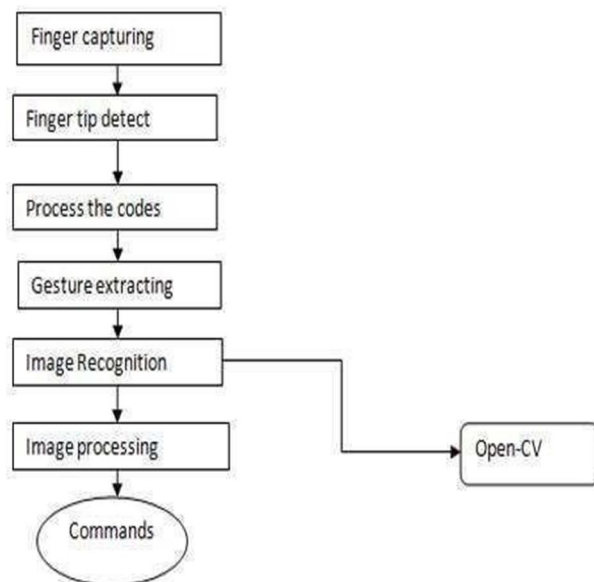 Finger capturing
Finger tip detect
Process the codes
Gesture extracting
Image Recognition
Image processing
Open-CV
Commands